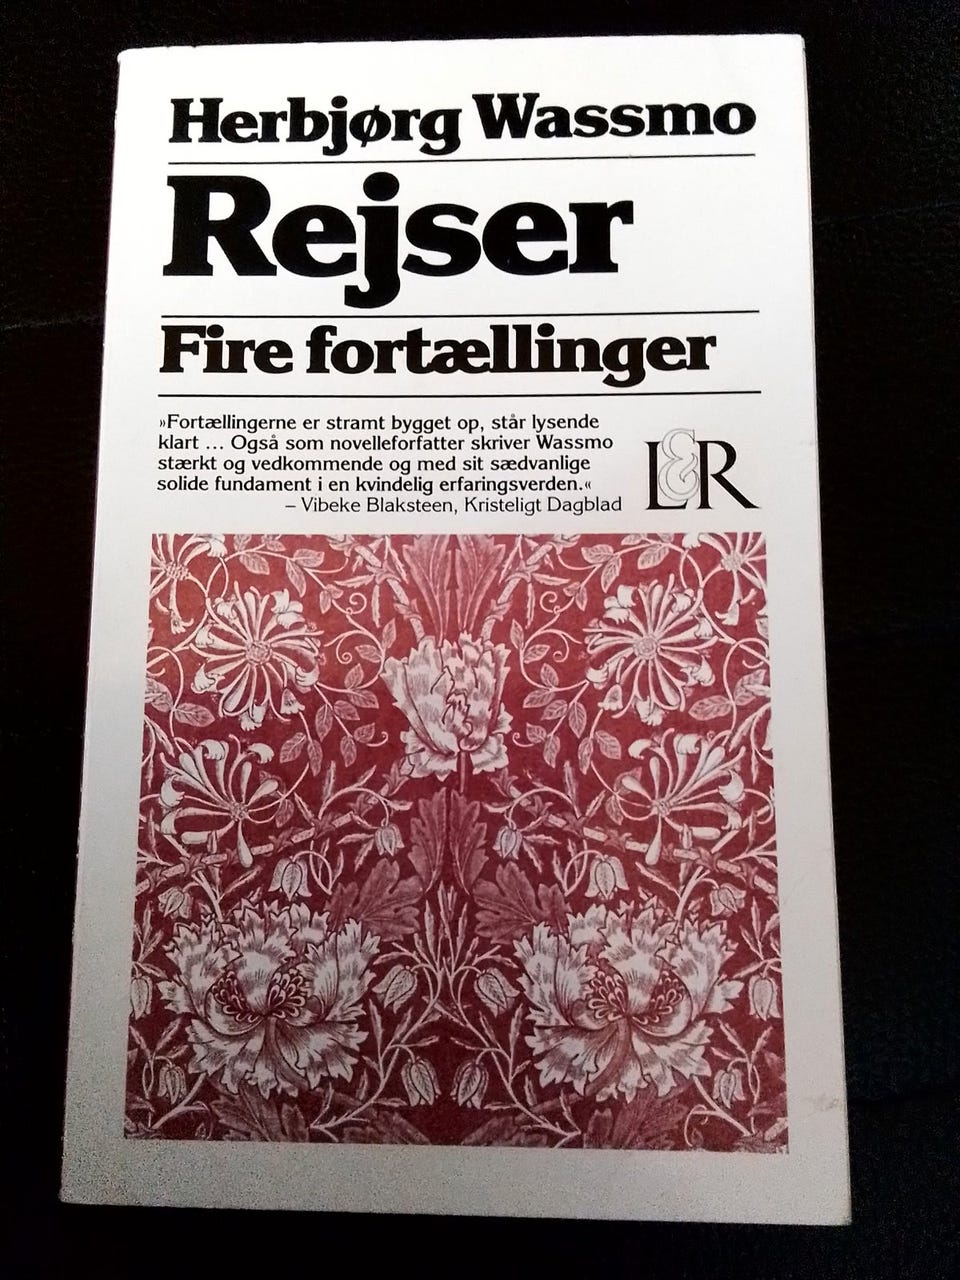 Herbjørg Wassmo
Rejser
Fire fortællinger
»Fortællingerne er stramt bygget op, står lysende
klart ... Også som novelleforfatter skriver Wassmo
stærkt og vedkommende og med sit sædvanlige
solide fundament i en kvindelig erfaringsverden.«
– Vibeke Blaksteen, Kristeligt Dagblad
L&R